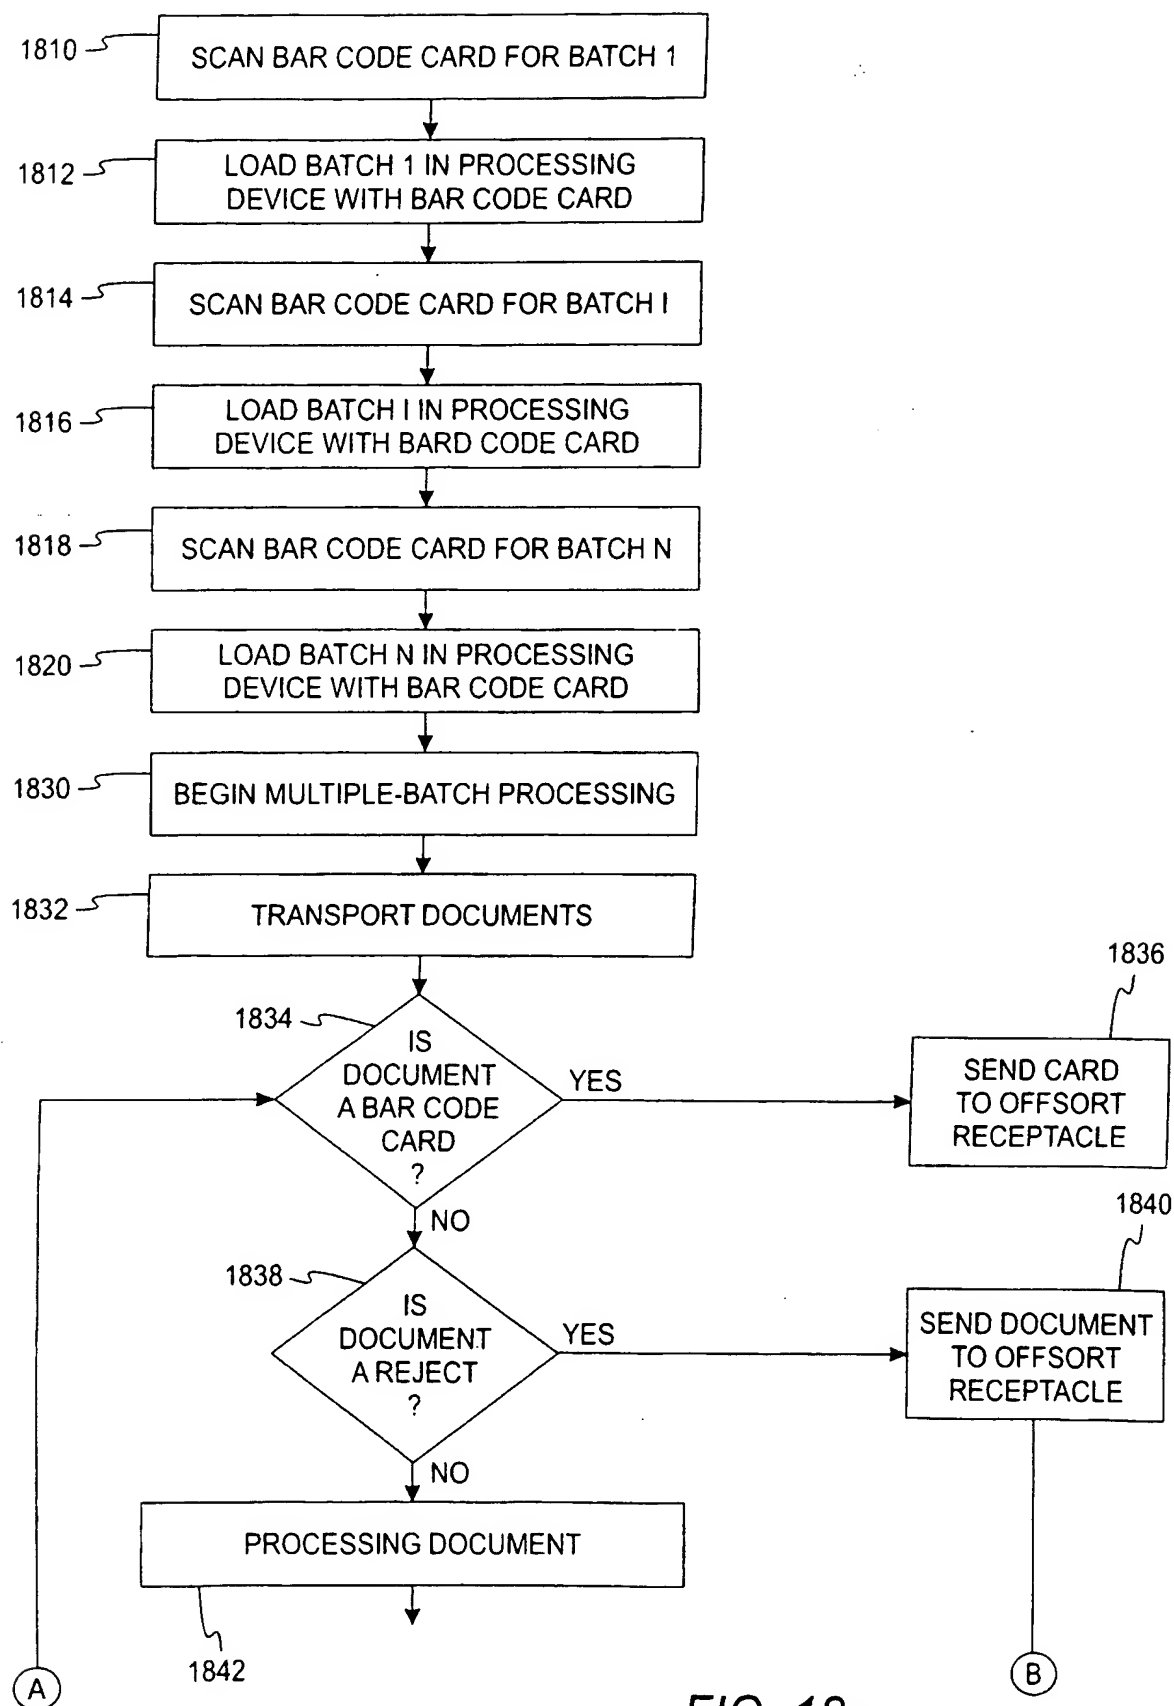 1810
SCAN BAR CODE CARD FOR BATCH 1
1812
LOAD BATCH 1 IN PROCESSING
DEVICE WITH BAR CODE CARD
1814
SCAN BAR CODE CARD FOR BATCH I
1816
LOAD BATCH I IN PROCESSING
DEVICE WITH BARD CODE CARD
1818
SCAN BAR CODE CARD FOR BATCH N
1820
LOAD BATCH N IN PROCESSING
DEVICE WITH BAR CODE CARD
1830
BEGIN MULTIPLE-BATCH PROCESSING
1832
TRANSPORT DOCUMENTS
1834
IS
DOCUMENT
A BAR CODE
CARD
?
YES
1836
SEND CARD
TO OFFSORT
RECEPTACLE
NO
1838
IS
DOCUMENT
A REJECT
?
YES
1840
SEND DOCUMENT
TO OFFSORT
RECEPTACLE
NO
PROCESSING DOCUMENT
1842
A
B